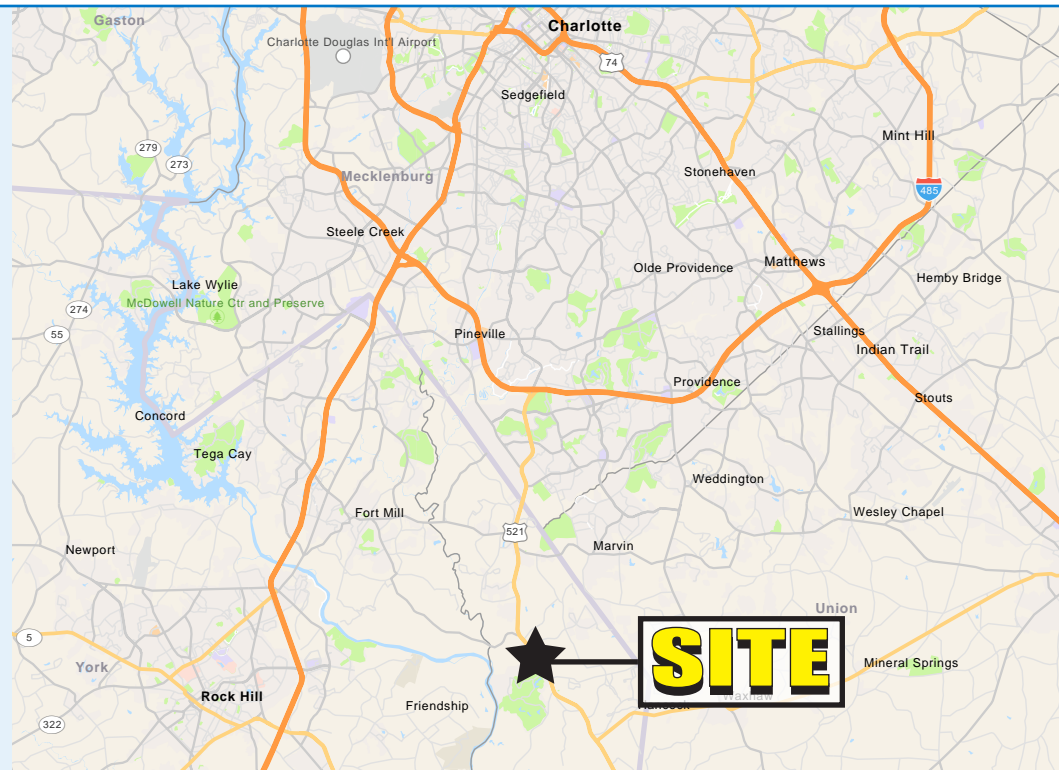 Gaston
Charlotte
Charlotte Douglas Int'l Airport
74
Sedgefield
Mint Hill
279
273
Stonehaven
Mecklenburg
485
Steele Creek
Matthews
Olde Providence
Hemby Bridge
Lake Wylie
McDowell Nature Ctr and Preserve
274
55
Pineville
Stallings
Indian Trail
Providence
Stouts
Concord
Tega Cay
Weddington
Fort Mill
Wesley Chapel
521
Newport
Marvin
Union
5
SITE
York
Mineral Springs
Rock Hill
Waxhaw
Friendship
Hancock
322